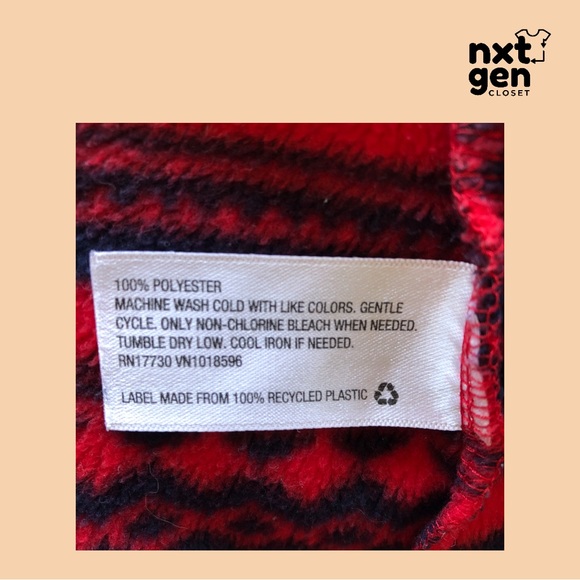 nxt
gen
CLOSET
100% POLYESTER
MACHINE WASH COLD WITH LIKE COLORS. GENTLE
CYCLE. ONLY NON-CHLORINE BLEACH WHEN NEEDED.
TUMBLE DRY LOW. COOL IRON IF NEEDED.
RN17730 VN1018596
LABEL MADE FROM 100% RECYCLED PLASTIC